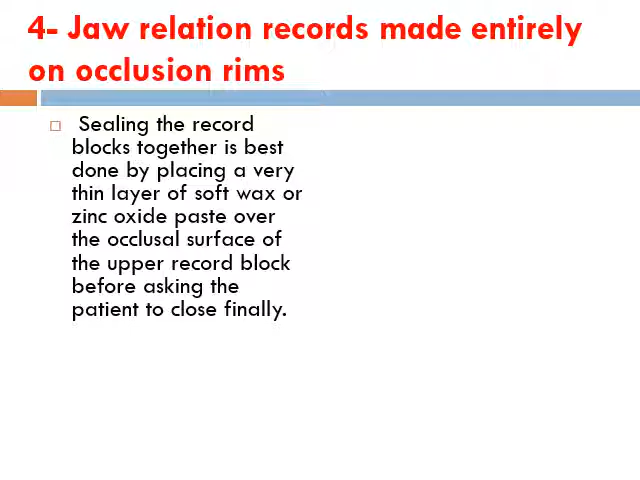 4- Jaw relation records made entirely
on occlusion rims
Sealing the record
blocks together is best
done by placing a very
thin layer of soft wax or
zinc oxide paste over
the occlusal surface of
the upper record block
before asking the
patient to close finally.